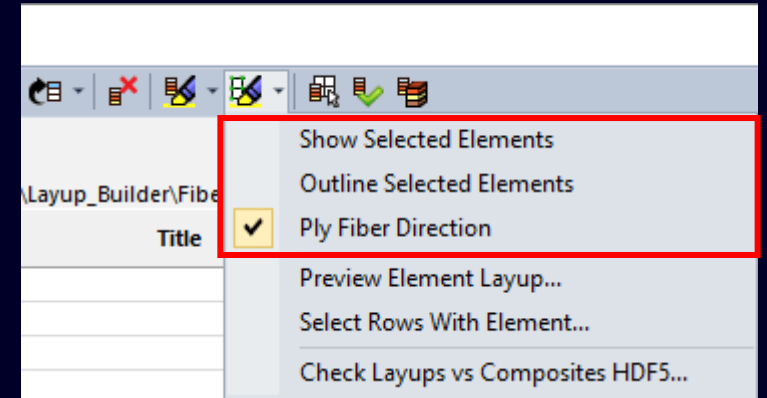 Show Selected Elements
\Layup_Builder\Fibe
Outline Selected Elements
Title
Ply Fiber Direction
Preview Element Layup...
Select Rows With Element...
Check Layups vs Composites HDF5...